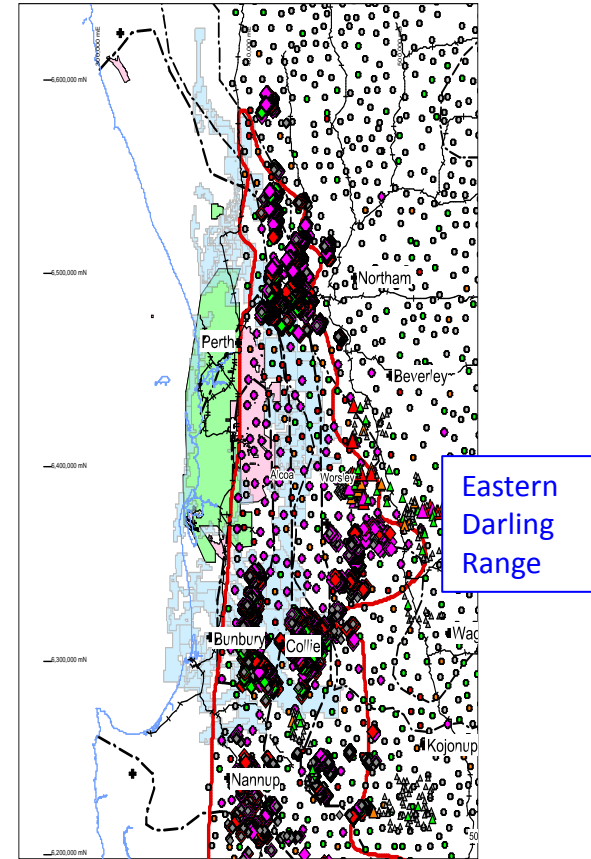 6,600,000 mN
6,500,000 mN
Northam
Perth
Beverley
6,400,000 mN
Alcoa
Worsley
Eastern
Darling
Range
Bunbury
Collie
Wag
6,300,000 mN
Kojonup
Nannup
6,200,000 mN
50